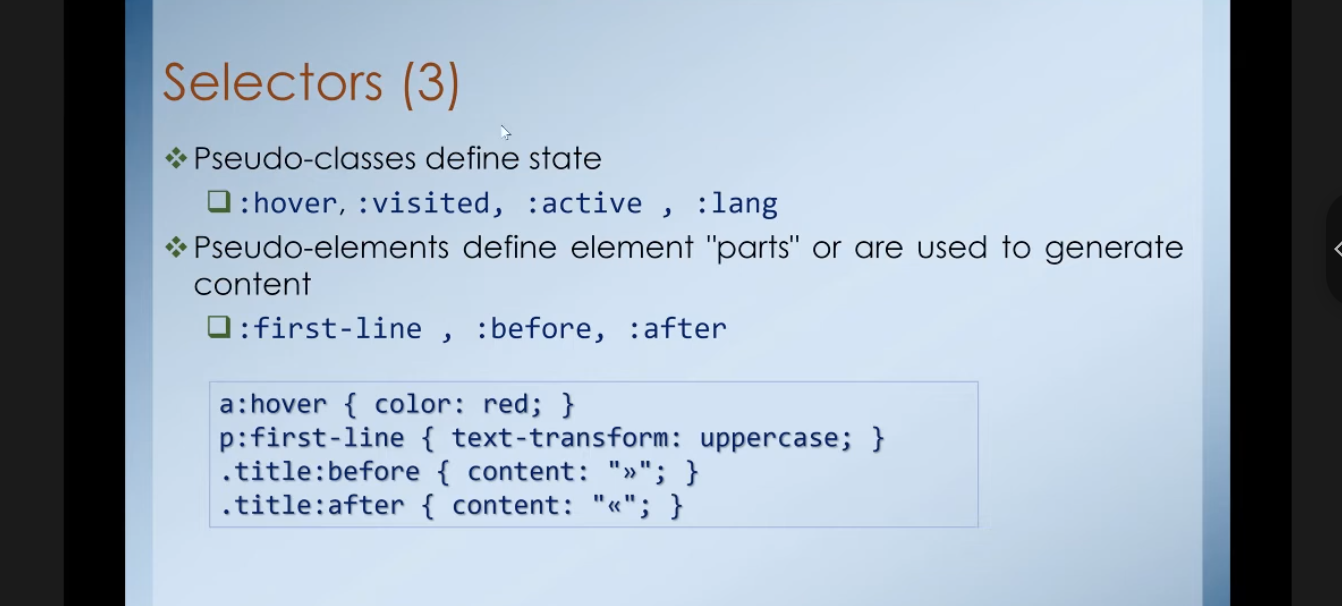 Selectors (3)
Pseudo-classes define state
:hover, :visited, :active , :lang
Pseudo-elements define element "parts" or are used to generate
content
:first-line , :before, :after
a:hover { color: red; }
p:first-line { text-transform: uppercase; }
.title:before { content: "»"; }
.title:after { content: "«"; }